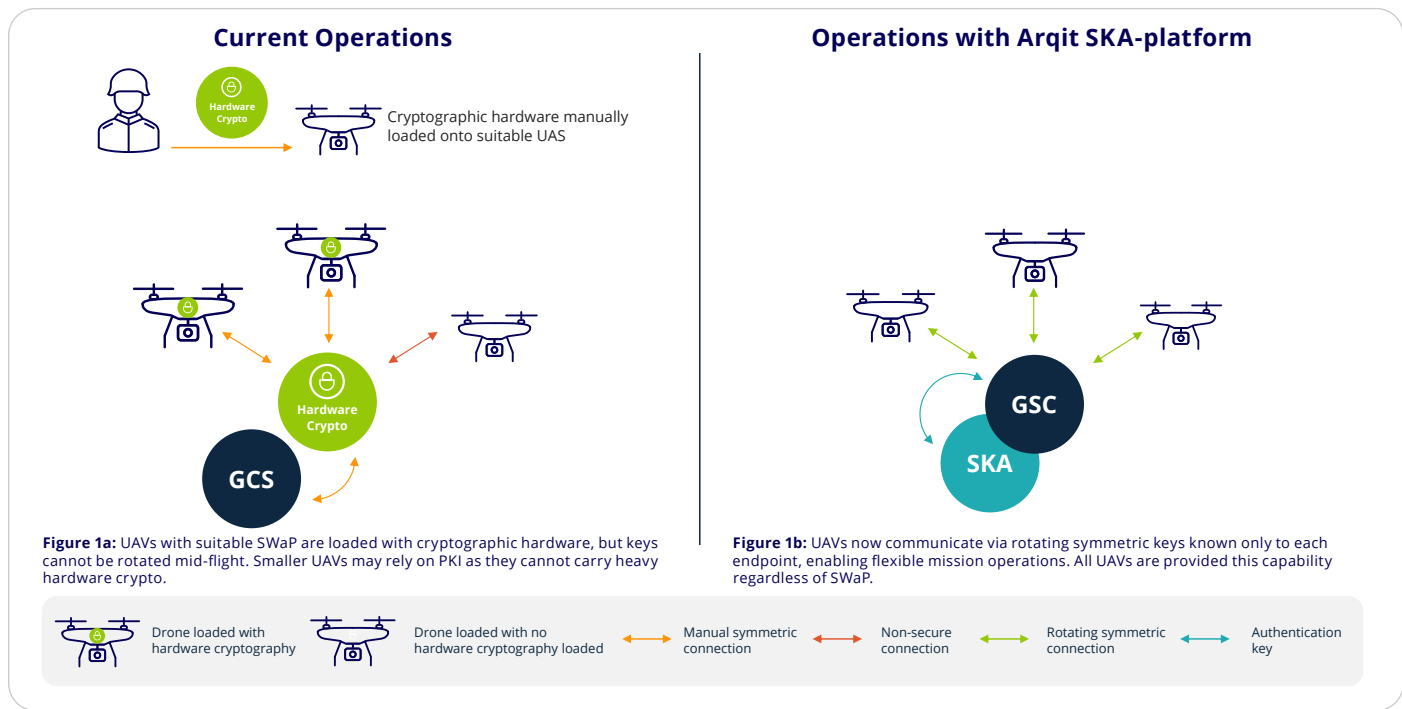 Current Operations
Hardware
Crypto
Cryptographic hardware manually
loaded onto suitable UAS
Hardware
Crypto
GCS
Figure 1a: UAVs with suitable SWaP are loaded with cryptographic hardware, but keys
cannot be rotated mid-flight. Smaller UAVs may rely on PKI as they cannot carry heavy
hardware crypto.
Operations with Arqit SKA-platform
GSC
SKA
Figure 1b: UAVs now communicate via rotating symmetric keys known only to each
endpoint, enabling flexible mission operations. All UAVs are provided this capability
regardless of SWaP.
Drone loaded with
hardware cryptography
Drone loaded with no
hardware cryptography loaded
Manual symmetric
connection
Non-secure
connection
Rotating symmetric
connection
Authentication
key